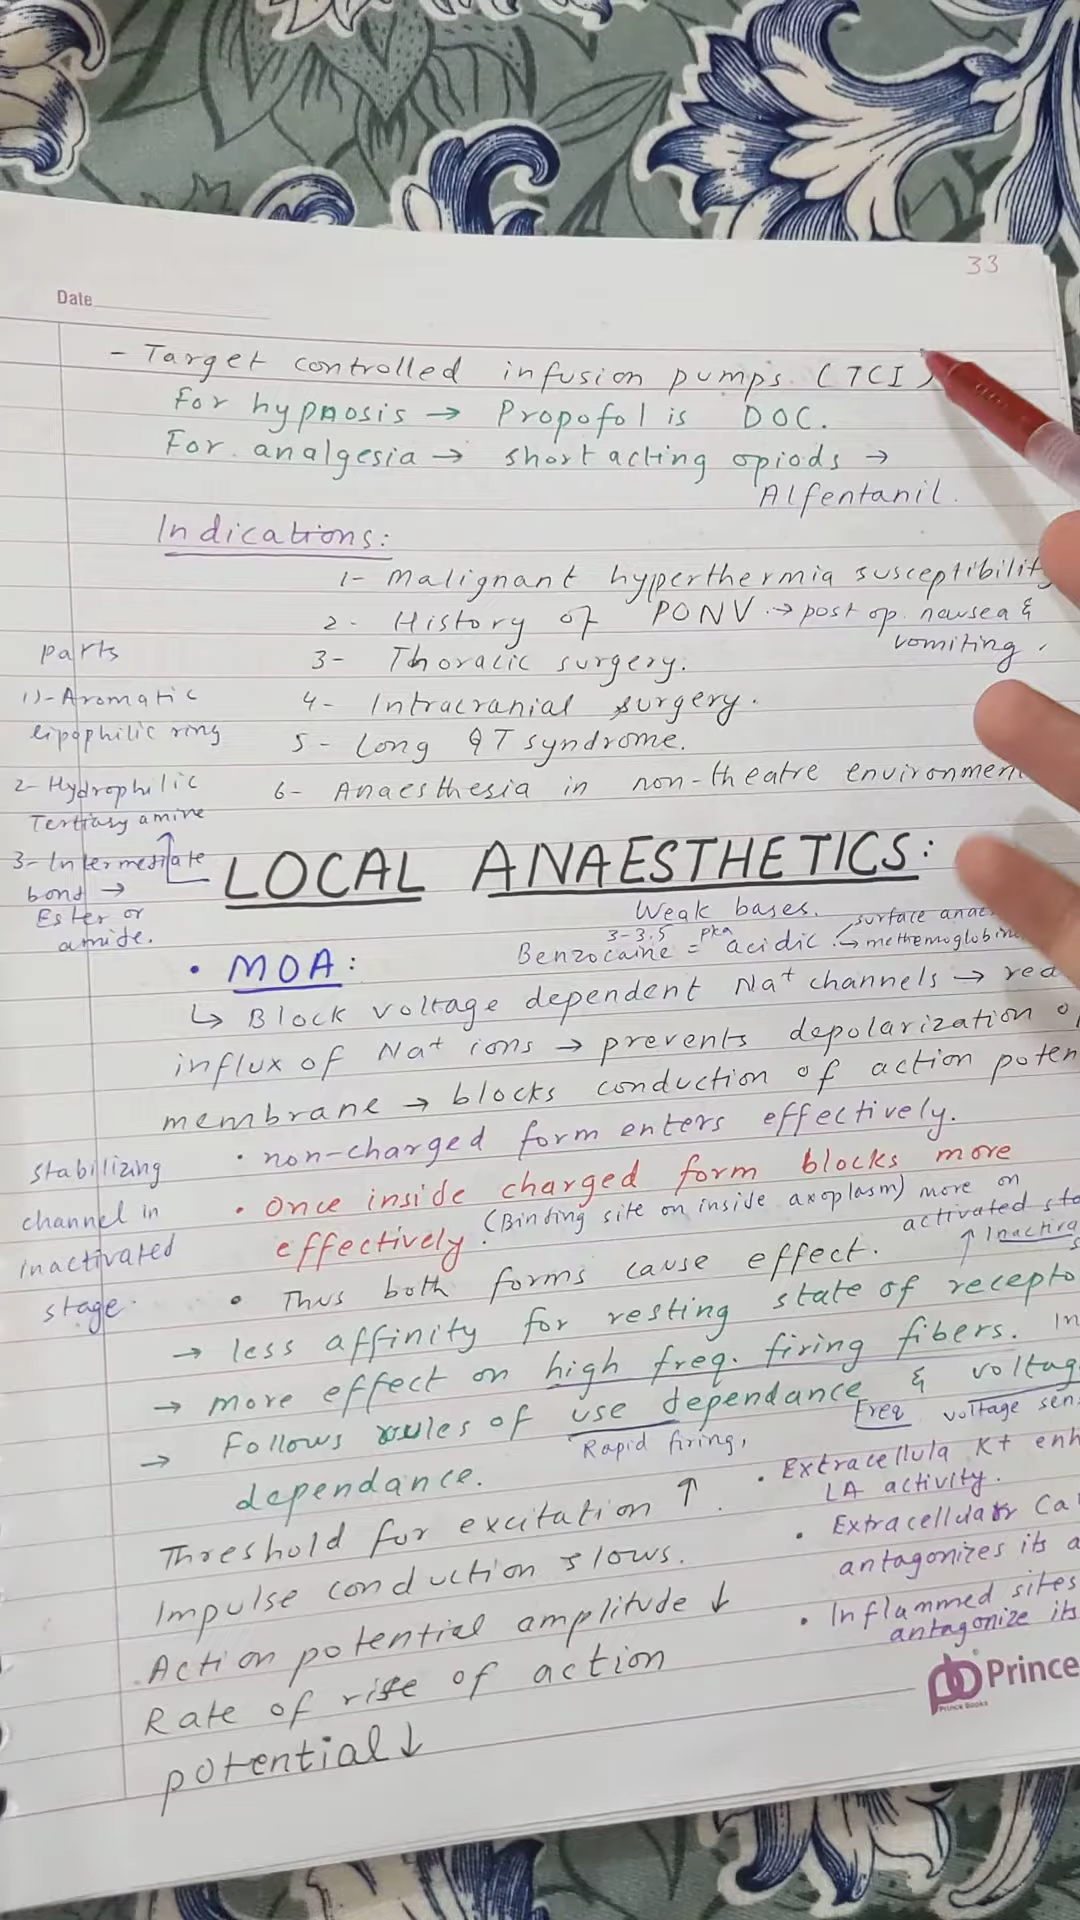 33
Date
- Target controlled infusion pumps. (TCI)
For hypnosis → Propofol is DOC.
For analgesia → short acting opiods →
Alfentanil.
Indications:
1- Malignant hyperthermia susceptibility
2- History of PONV → post op. nausea &
vomiting.
3- Thoracic surgery.
4- Intracranial surgery.
5- Long QT syndrome.
6- Anaesthesia in non-theatre environmen
parts
1)- Aromatic
lipophilic ring
2- Hydrophilic
Tertiary amine
3- Intermediate
bond →
Ester or
amide.
LOCAL ANAESTHETICS:
Weak bases.
3-3.5 pka surface anae
Benzocaine = acidic → methemoglobine
• MOA:
↳ Block voltage dependent Na+ channels → red
influx of Na+ ions → prevents depolarization o
membrane → blocks conduction of action poten
• non-charged form enters effectively.
• Once inside charged form blocks more
effectively. (Binding site on inside axoplasm) more on
activated sta
↑ Inactiva
• Thus both forms cause effect.
stabilizing
channel in
inactivated
stage.
→ less affinity for resting state of recepto
→ more effect on high freq. firing fibers. In
→ Follows rules of use dependance & voltag
Rapid firing, Freq voltage sen
dependance.
Threshold for excitation ↑.
Impulse conduction slows.
Action potential amplitude ↓
Rate of rise of action
potential ↓
• Extracellula K+ enh
LA activity.
• Extracellular Ca
antagonizes its a
• Inflammed sites
antagonize its
Prince
Prince Books